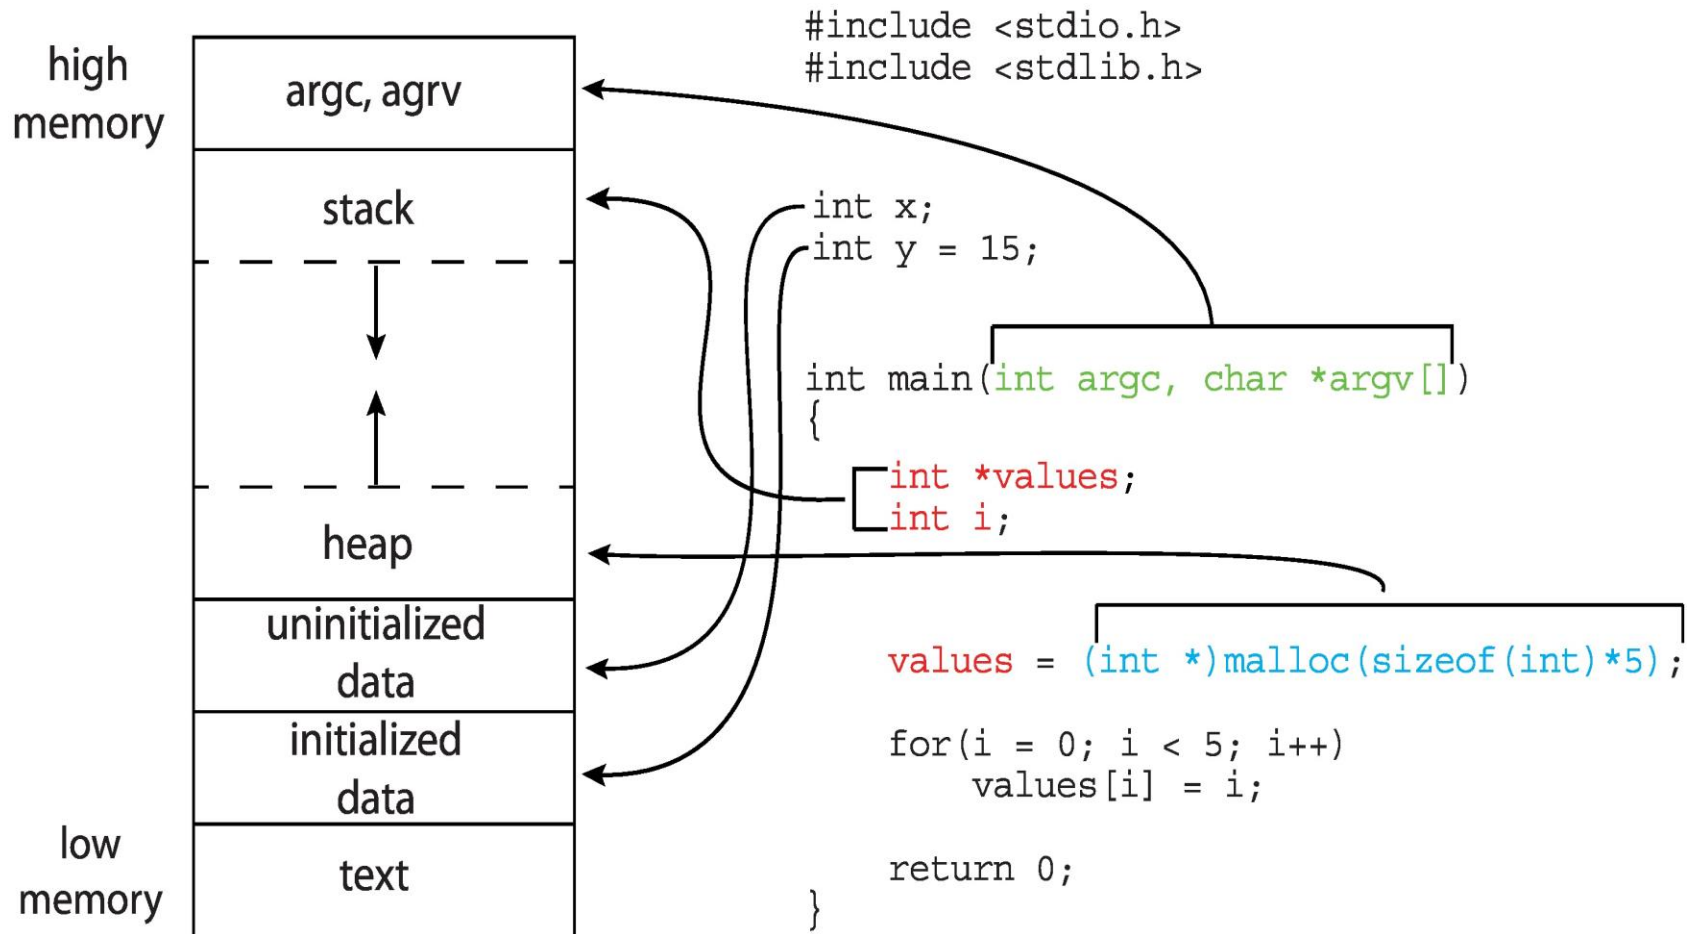 high
memory
argc, agrv
stack
heap
uninitialized
data
initialized
data
low
memory
text
#include <stdio.h>
#include <stdlib.h>
int x;
int y = 15;
int main(int argc, char *argv[])
{
int *values;
int i;
values = (int *)malloc(sizeof(int)*5);
for(i = 0; i < 5; i++)
values[i] = i;
return 0;
}